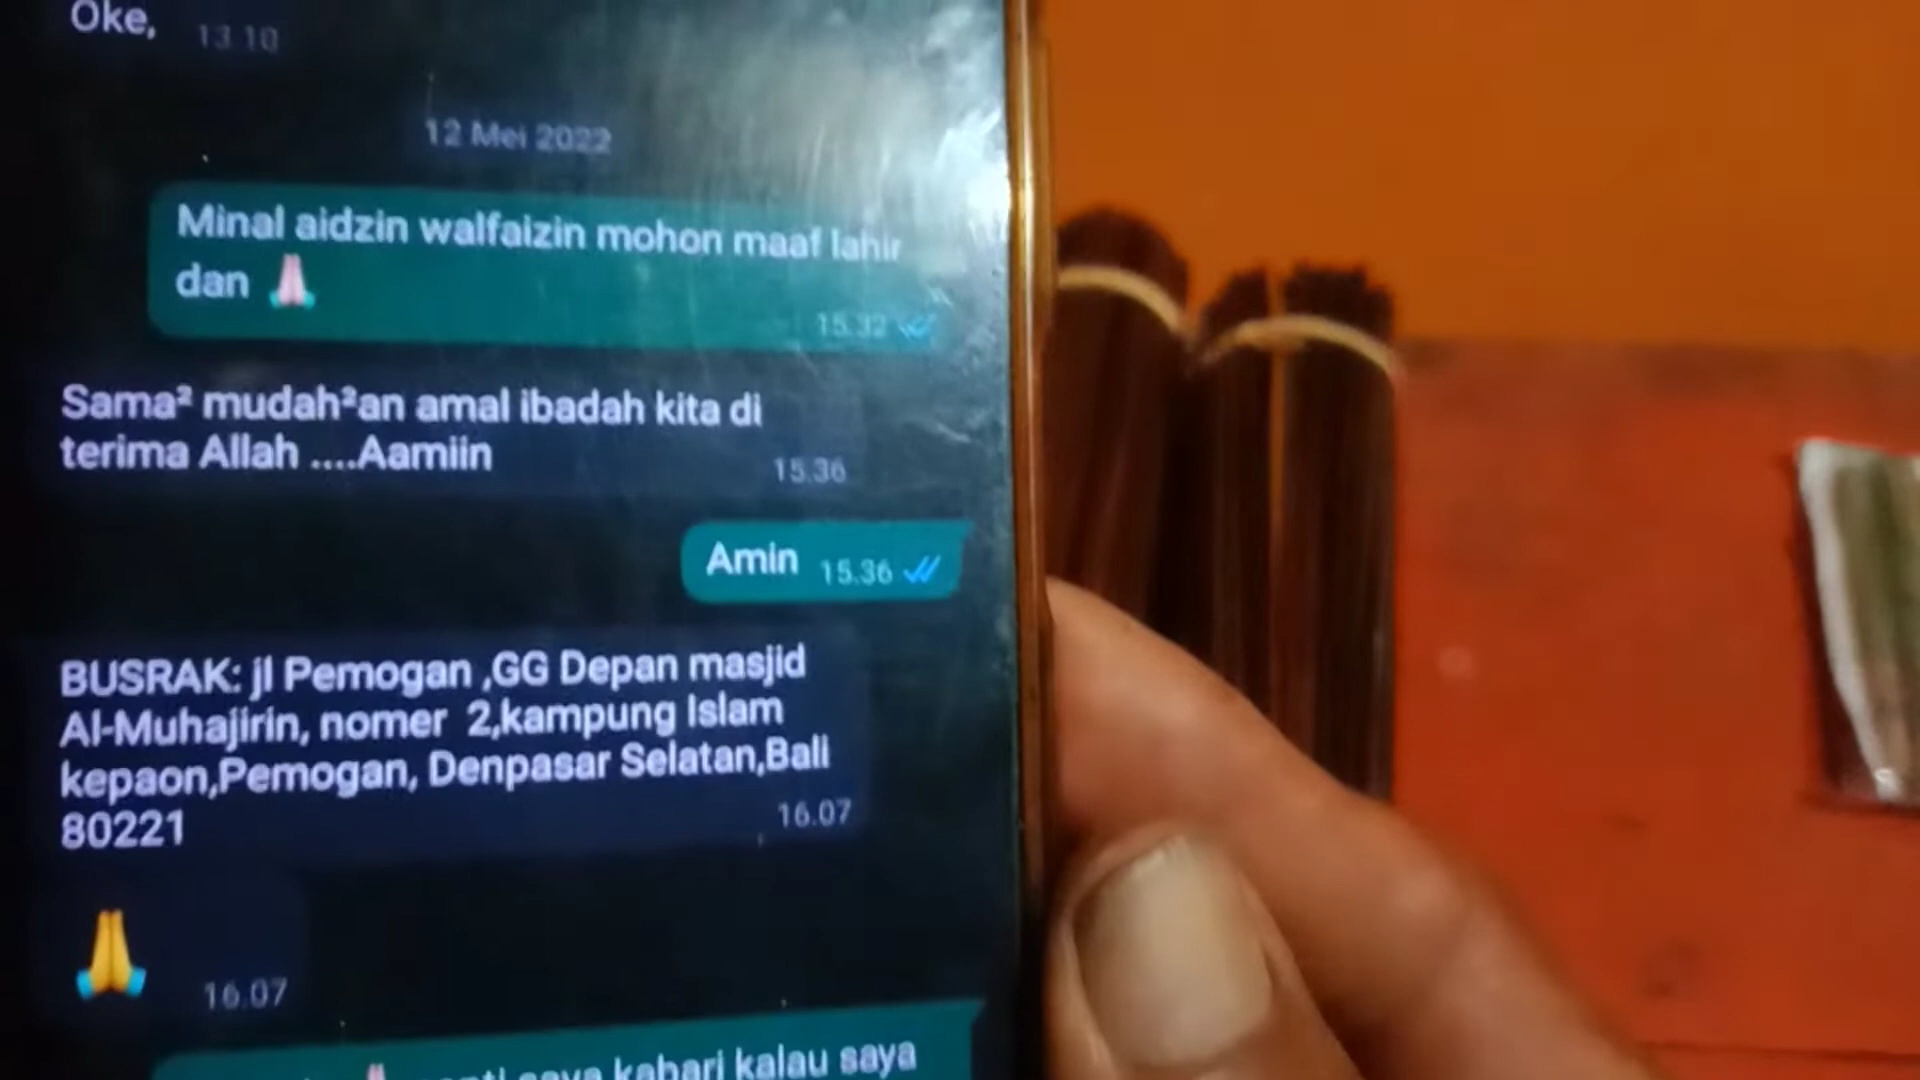 Oke, 13.10
12 Mei 2022
Minal aidzin walfaizin mohon maaf lahir
dan 🙏
15.32
Sama² mudah²an amal ibadah kita di
terima Allah ....Aamiin
15.36
Amin 15.36
BUSRAK: jl Pemogan ,GG Depan masjid
Al-Muhajirin, nomer 2,kampung Islam
kepaon,Pemogan, Denpasar Selatan,Bali
80221
16.07
🙏 16.07
saya kabari kalau saya